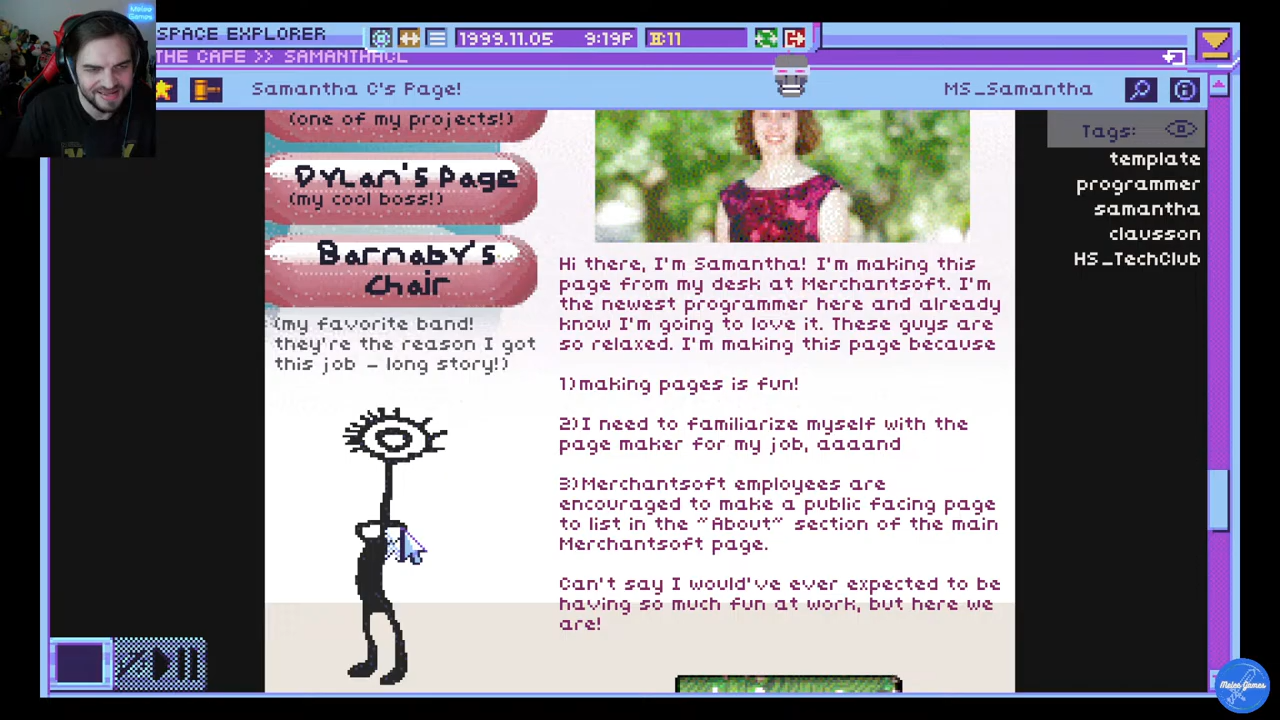 Meloo Games
SPACE EXPLORER
1999.11.05 9:19P
11
THE CAFE >> SAMANTHACL
Samantha C's Page!
MS_Samantha
(one of my projects!)
Dylan's Page
(my cool boss!)
Barnaby's
Chair
(my favorite band!
they're the reason I got
this job - long story!)
Hi there, I'm Samantha! I'm making this
page from my desk at Merchantsoft. I'm
the newest programmer here and already
know I'm going to love it. These guys are
so relaxed. I'm making this page because
1)making pages is fun!
2)I need to familiarize myself with the
page maker for my job, aaaand
3)Merchantsoft employees are
encouraged to make a public facing page
to list in the ~About~ section of the main
Merchantsoft page.
Can't say I would've ever expected to be
having so much fun at work, but here we
are!
Tags:
template
programmer
samantha
clausson
HS_TechClub
Meloo Games